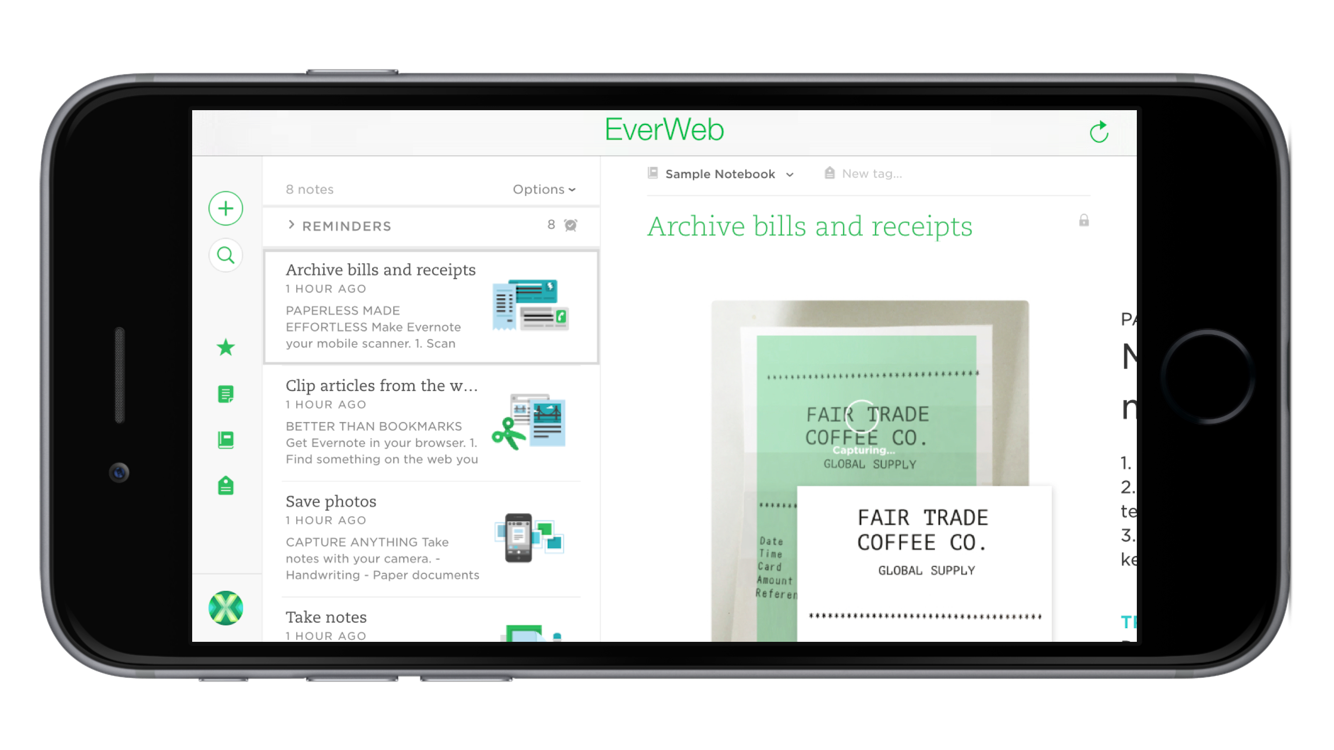 EverWeb
8 notes
Options
REMINDERS
8
Archive bills and receipts
1 HOUR AGO
PAPERLESS MADE
EFFORTLESS Make Evernote
your mobile scanner. 1. Scan
Clip articles from the w...
1 HOUR AGO
BETTER THAN BOOKMARKS
Get Evernote in your browser. 1.
Find something on the web you
Save photos
1 HOUR AGO
CAPTURE ANYTHING Take
notes with your camera. -
Handwriting - Paper documents
Take notes
1 HOUR AGO
Sample Notebook
New tag...
Archive bills and receipts
FAIR TRADE
COFFEE CO.
Capturing...
GLOBAL SUPPLY
Date
Time
Card
Amount
Referen
FAIR TRADE
COFFEE CO.
GLOBAL SUPPLY
1.
2.
te
3.
ke